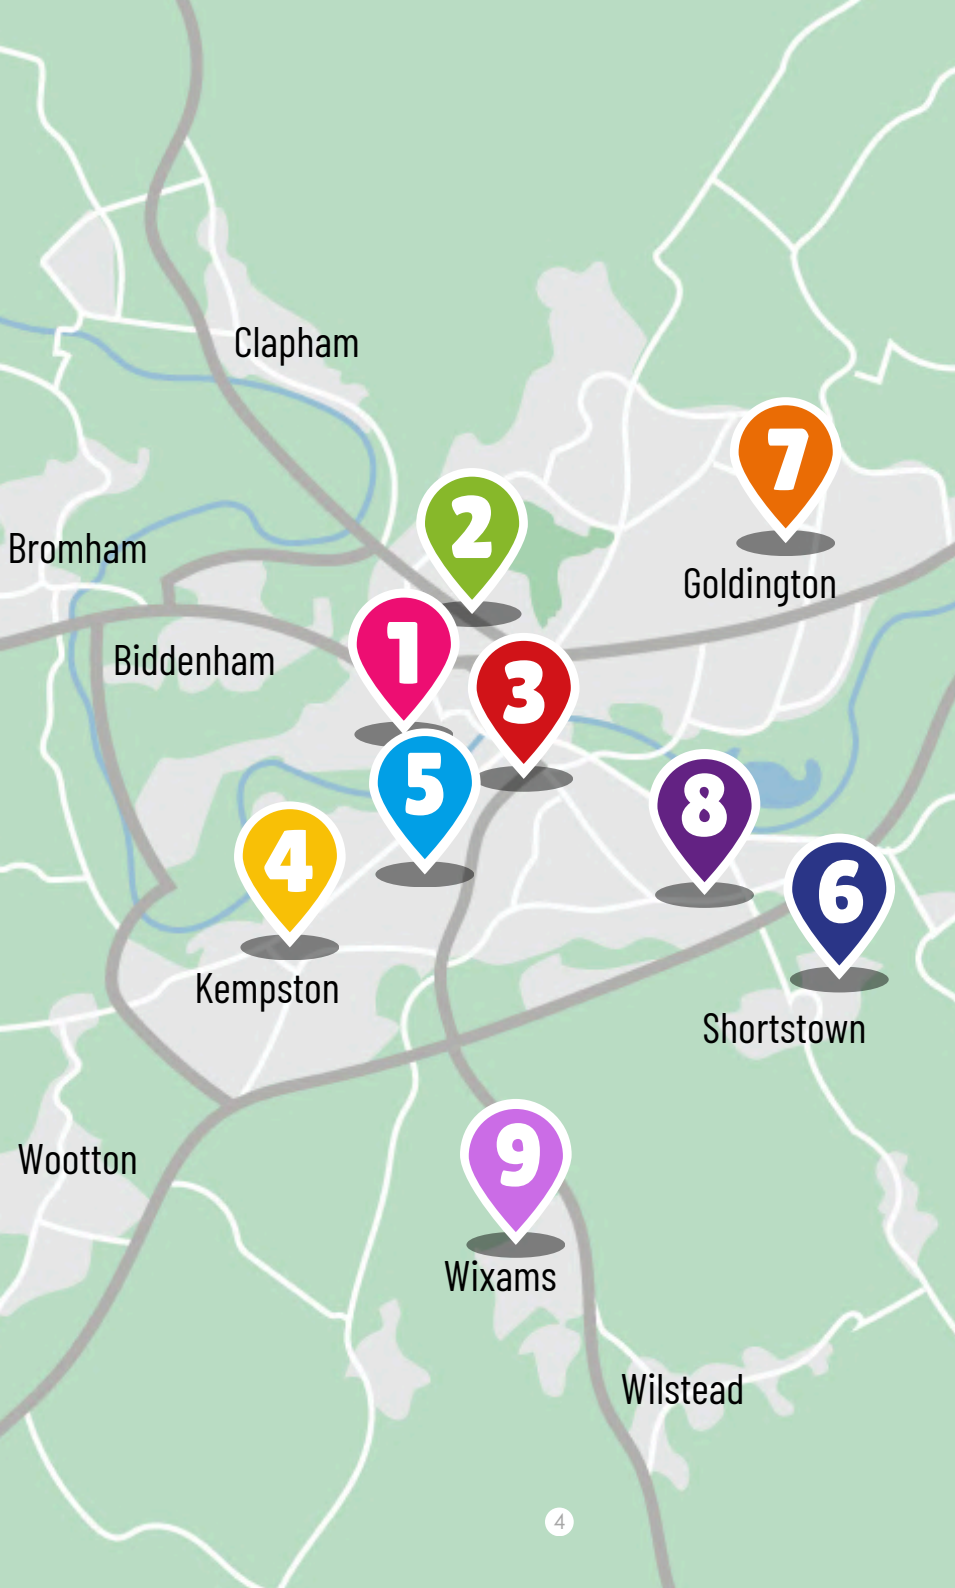 Clapham
7
2
Bromham
Goldington
1
Biddenham
3
5
8
4
6
Kempston
Shortstown
9
Wootton
Wixams
Wilstead
4